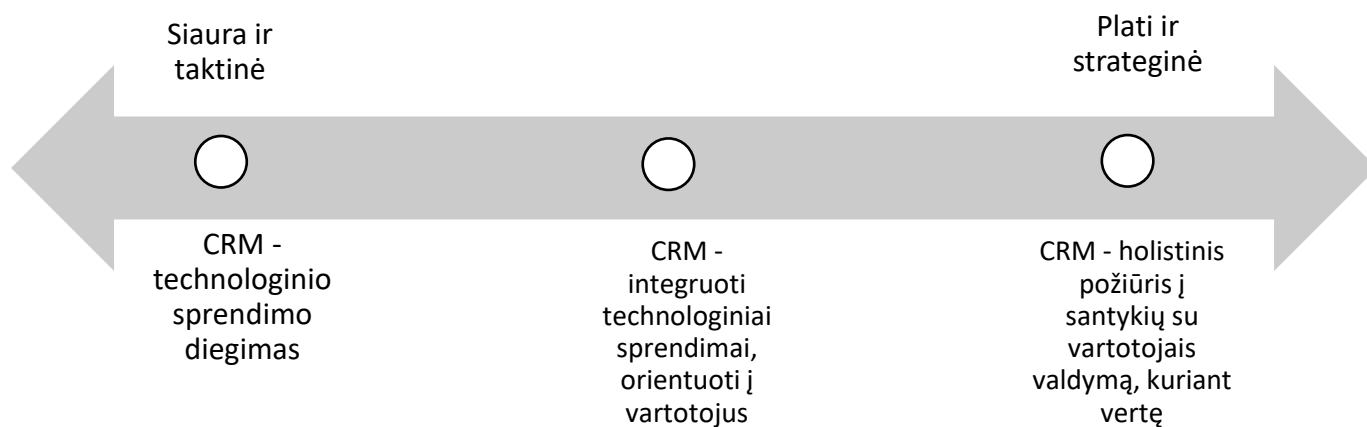 Siaura ir
taktinė
Plati ir
strateginė
CRM -
technologinio
sprendimo
diegimas
CRM -
integruoti
technologiniai
sprendimai,
orientuoti į
vartotojus
CRM - holistinis
požiūris į
santykių su
vartotojais
valdymą, kuriant
vertę